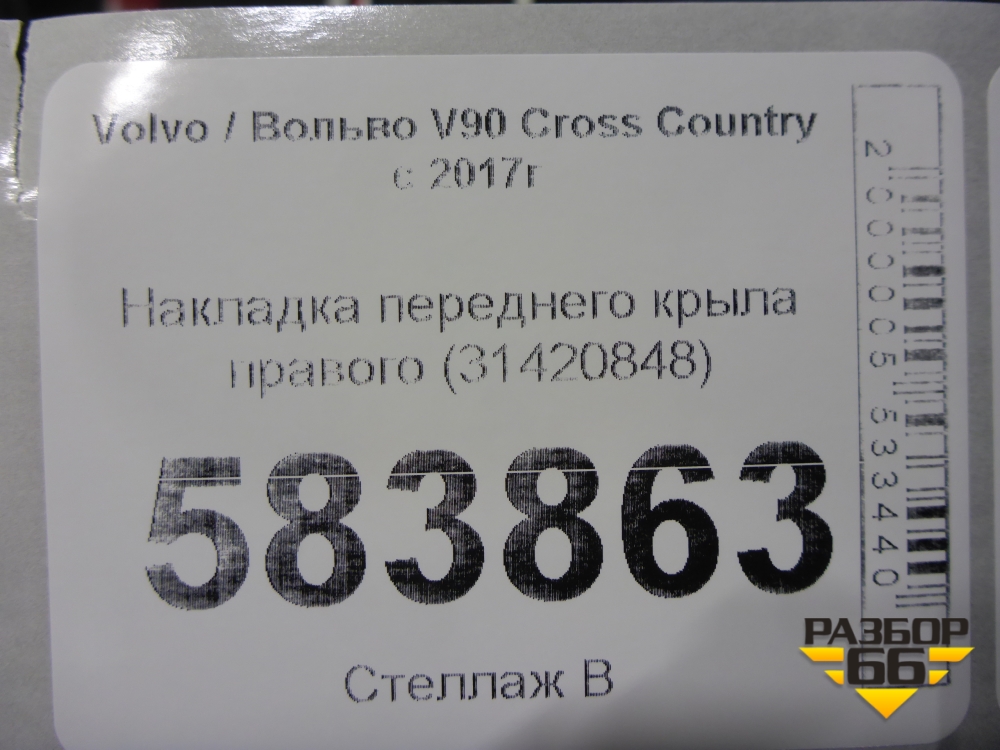 Volvo / Вольво V90 Cross Country
с 2017г
Накладка переднего крыла
правого (31420848)
583863
Стеллаж В
2000005533440
РАЗБОР
66